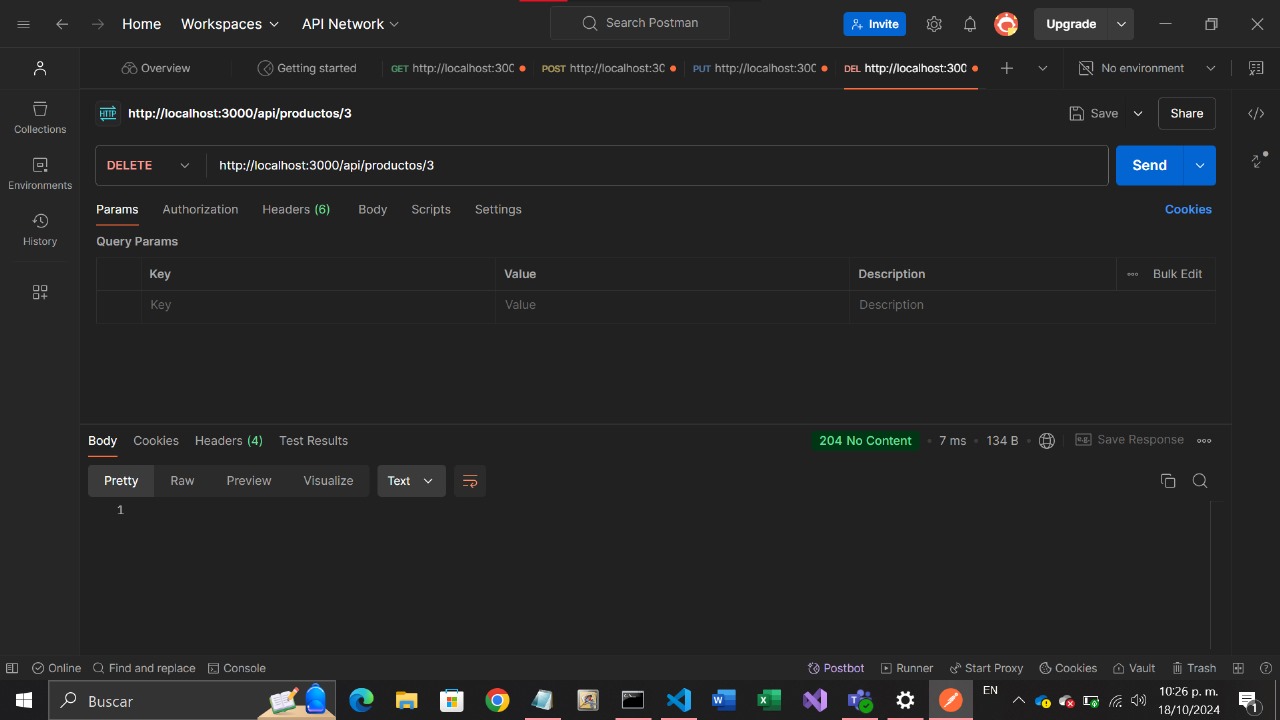 Home Workspaces API Network Search Postman Invite Upgrade
Overview Getting started GET http://localhost:300 POST http://localhost:30 PUT http://localhost:300 DEL http://localhost:300 No environment
HTTP http://localhost:3000/api/productos/3 Save Share
Collections
DELETE http://localhost:3000/api/productos/3 Send
Environments
Params Authorization Headers (6) Body Scripts Settings Cookies
History
Query Params
Key Value Description Bulk Edit
Key Value Description
Body Cookies Headers (4) Test Results 204 No Content 7 ms 134 B e.g. Save Response
Pretty Raw Preview Visualize Text
1
Online Find and replace Console Postbot Runner Start Proxy Cookies Vault Trash
Buscar EN 10:26 p. m.
18/10/2024 1